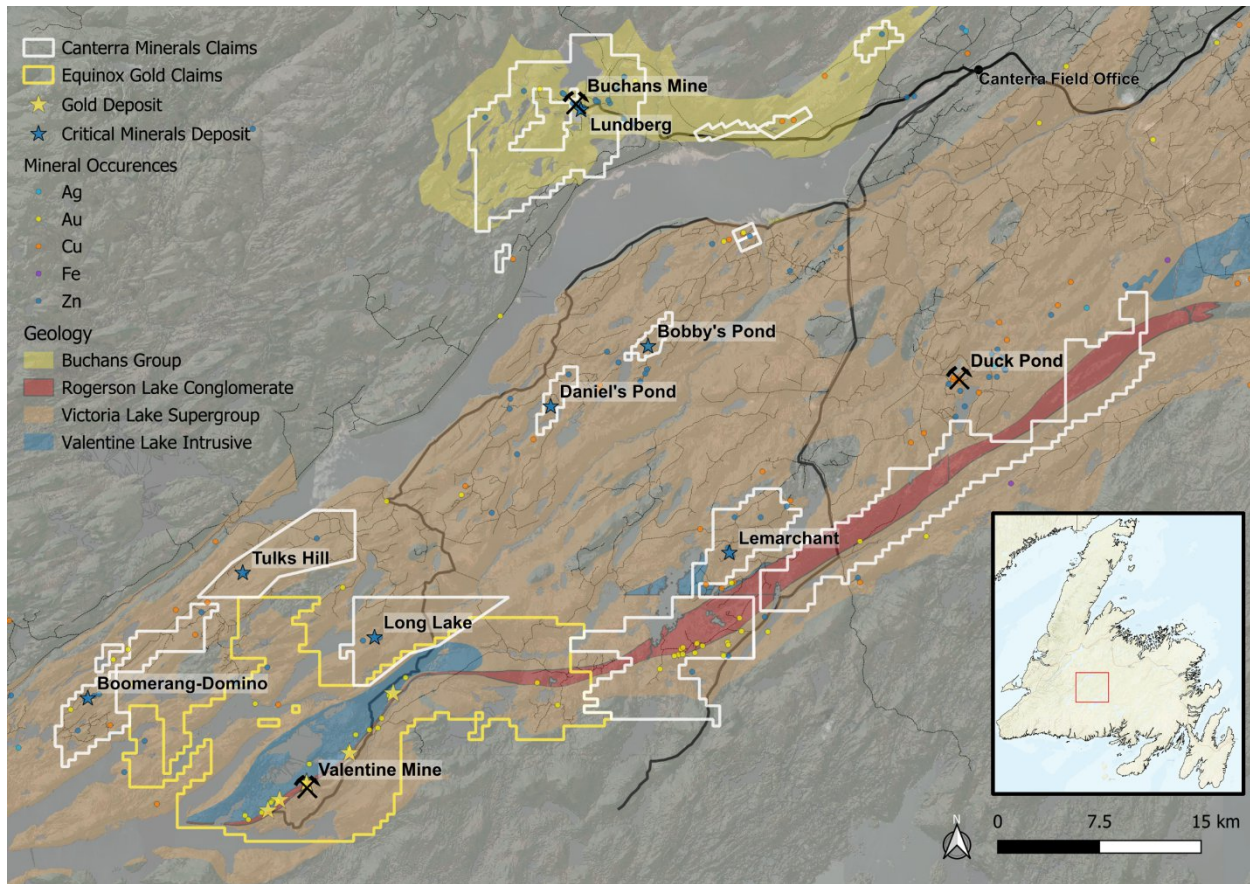 Canterra Minerals Claims
Equinox Gold Claims
Gold Deposit
Critical Minerals Deposit
Mineral Occurences
Ag
Au
Cu
Fe
Zn
Geology
Buchans Group
Rogerson Lake Conglomerate
Victoria Lake Supergroup
Valentine Lake Intrusive
Buchans Mine
Lundberg
Canterra Field Office
Bobby's Pond
Daniel's Pond
Duck Pond
Tulks Hill
Lemarchant
Long Lake
Boomerang-Domino
Valentine Mine
N
0 7.5 15 km